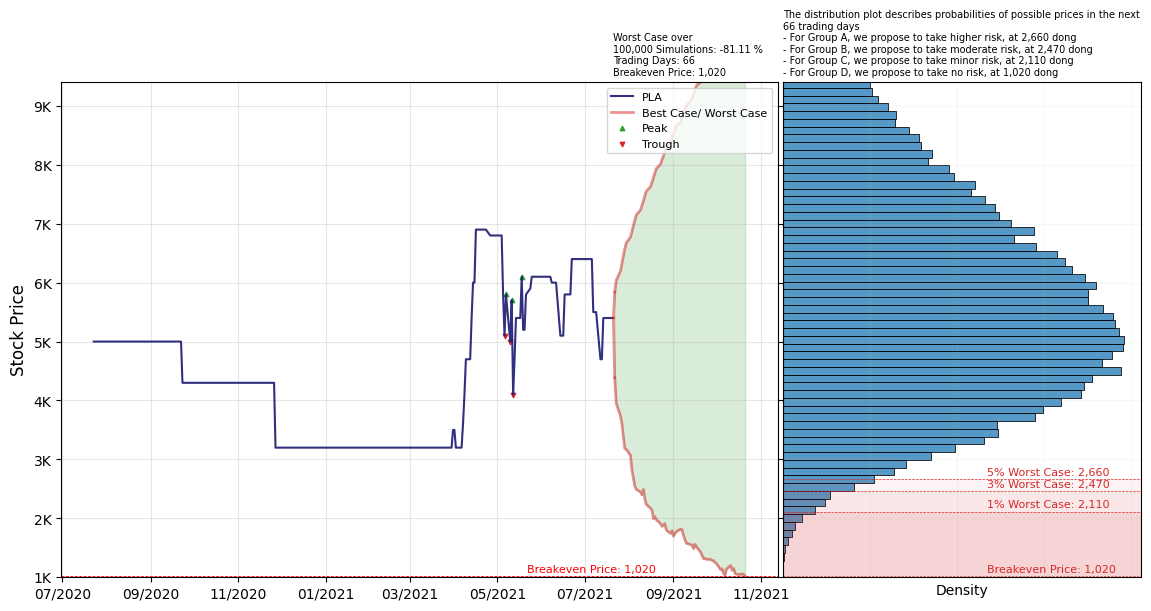 The distribution plot describes probabilities of possible prices in the next
66 trading days
- For Group A, we propose to take higher risk, at 2,660 dong
- For Group B, we propose to take moderate risk, at 2,470 dong
- For Group C, we propose to take minor risk, at 2,110 dong
- For Group D, we propose to take no risk, at 1,020 dong
Worst Case over
100,000 Simulations: -81.11 %
Trading Days: 66
Breakeven Price: 1,020
PLA
Best Case/ Worst Case
Peak
Trough
Stock Price
9K
8K
7K
6K
5K
4K
3K
2K
1K
5% Worst Case: 2,660
3% Worst Case: 2,470
1% Worst Case: 2,110
Breakeven Price: 1,020
Breakeven Price: 1,020
07/2020
09/2020
11/2020
01/2021
03/2021
05/2021
07/2021
09/2021
11/2021
Density